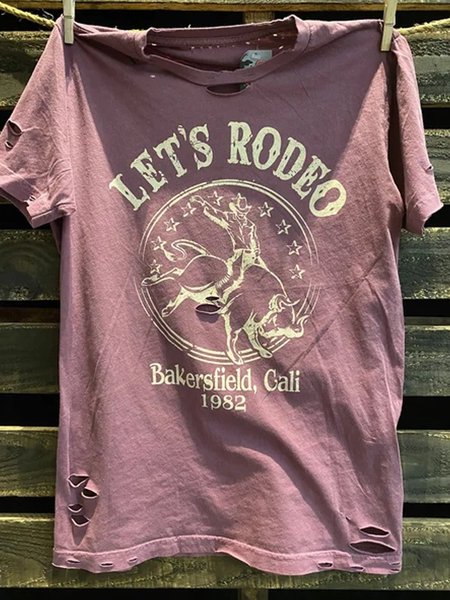 LET'S RODEO
Bakersfield, Cali
1982